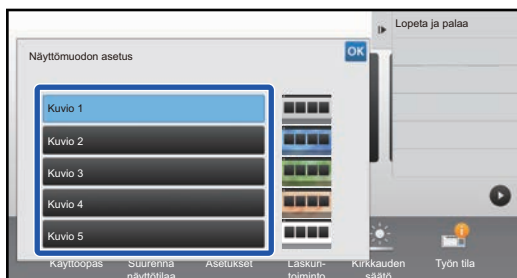 Lopeta ja palaa
Näyttömuodon asetus
OK
Kuvio 1
Kuvio 2
Kuvio 3
Kuvio 4
Kuvio 5
Käyttöopas
Suurenna
näyttötilaa
Asetukset
Laskun-
toiminto
Kirkkauden
säätö
Työn tila